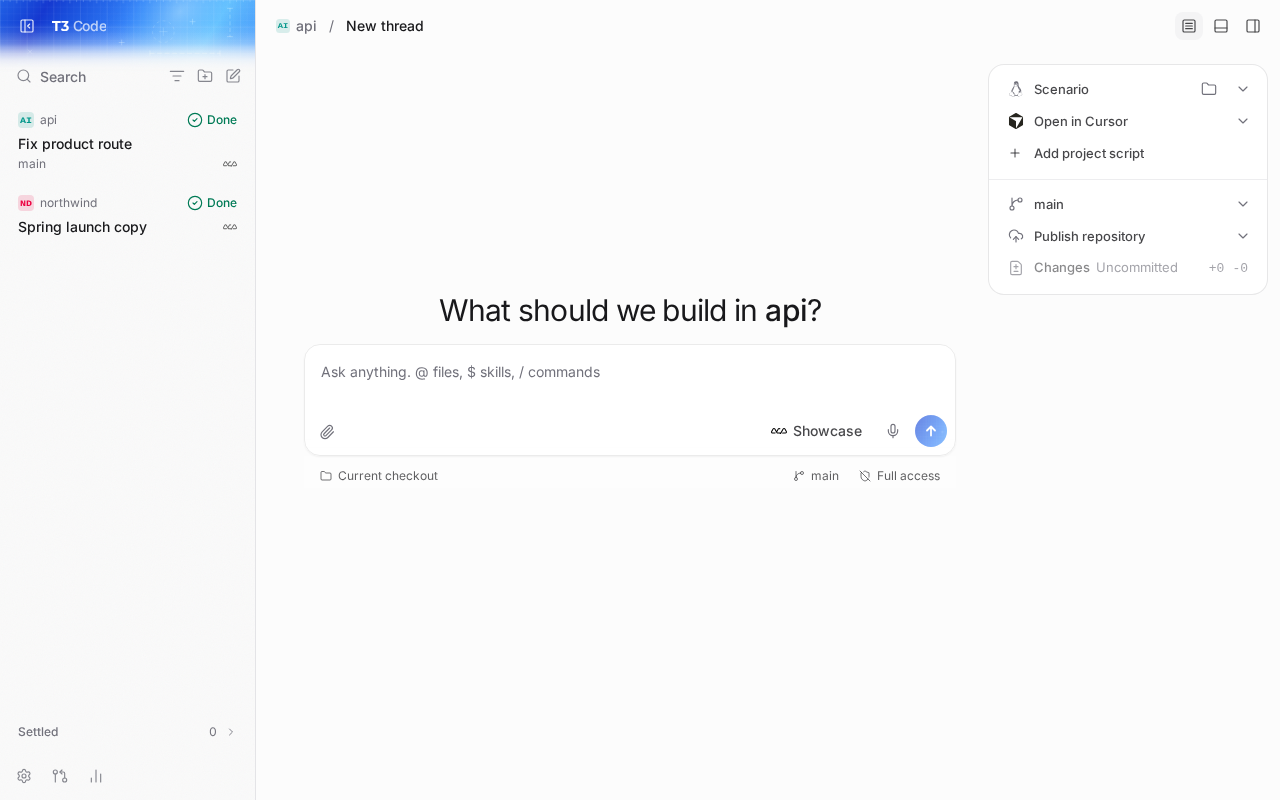 T3 Code
Search
AI api Done
Fix product route
main
ND northwind Done
Spring launch copy
Settled 0
AI api / New thread
What should we build in api?
Ask anything. @ files, $ skills, / commands
Showcase
Current checkout main Full access
Scenario
Open in Cursor
Add project script
main
Publish repository
Changes Uncommitted +0 -0